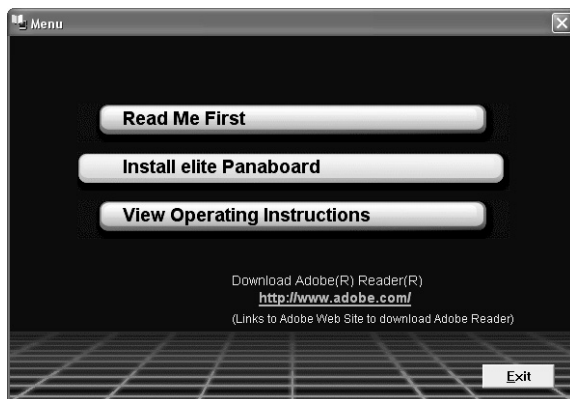 Menu
Read Me First
Install elite Panaboard
View Operating Instructions
Download Adobe(R) Reader(R)
http://www.adobe.com/
(Links to Adobe Web Site to download Adobe Reader)
Exit